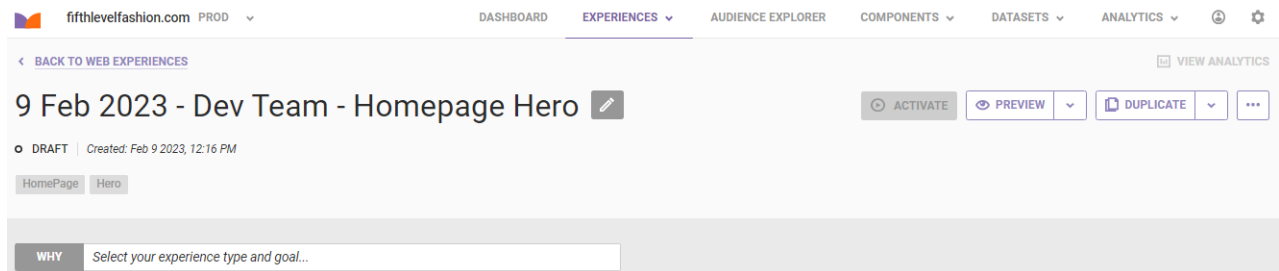 fifthlevelfashion.com PROD DASHBOARD EXPERIENCES AUDIENCE EXPLORER COMPONENTS DATASETS ANALYTICS
BACK TO WEB EXPERIENCES VIEW ANALYTICS
9 Feb 2023 - Dev Team - Homepage Hero ACTIVATE PREVIEW DUPLICATE
DRAFT Created: Feb 9 2023, 12:16 PM
HomePage Hero
WHY Select your experience type and goal...